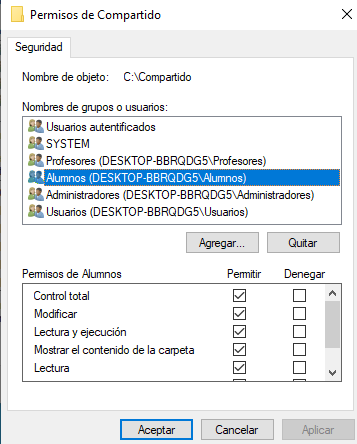 Permisos de Compartido
Seguridad
Nombre de objeto: C:\Compartido
Nombres de grupos o usuarios:
Usuarios autentificados
SYSTEM
Profesores (DESKTOP-BBRQDG5\Profesores)
Alumnos (DESKTOP-BBRQDG5\Alumnos)
Administradores (DESKTOP-BBRQDG5\Administradores)
Usuarios (DESKTOP-BBRQDG5\Usuarios)
Agregar... Quitar
Permisos de Alumnos Permitir Denegar
Control total
Modificar
Lectura y ejecución
Mostrar el contenido de la carpeta
Lectura
Aceptar Cancelar Aplicar